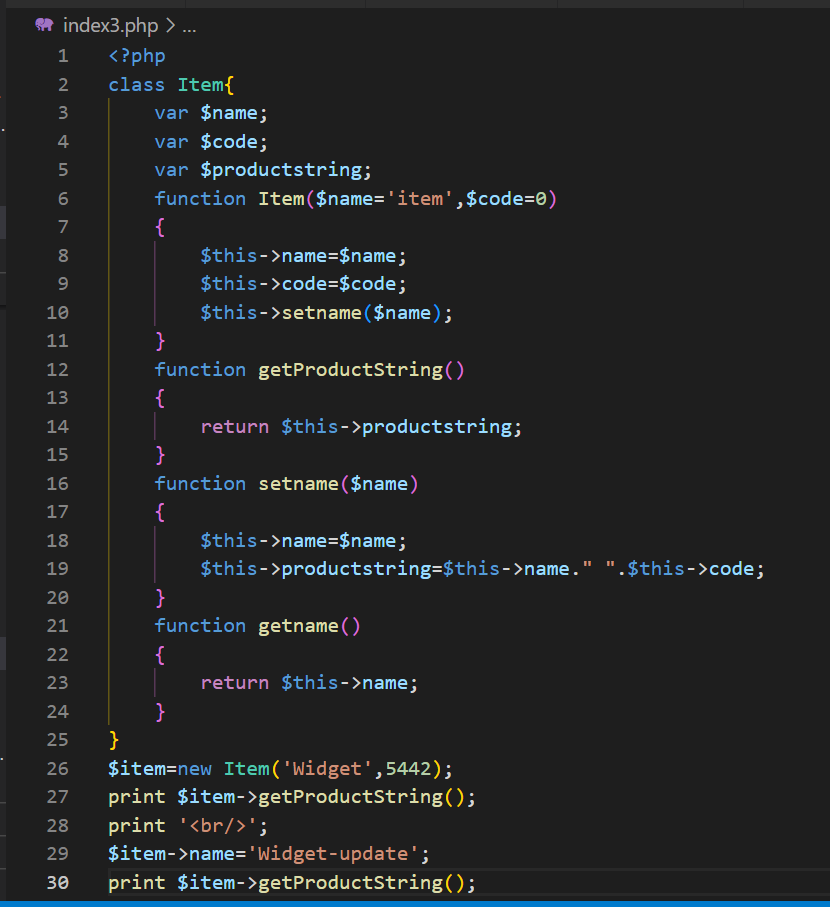 index3.php > ...
1 <?php
2 class Item{
3     var $name;
4     var $code;
5     var $productstring;
6     function Item($name='item',$code=0)
7     {
8         $this->name=$name;
9         $this->code=$code;
10         $this->setname($name);
11     }
12     function getProductString()
13     {
14         return $this->productstring;
15     }
16     function setname($name)
17     {
18         $this->name=$name;
19         $this->productstring=$this->name." ".$this->code;
20     }
21     function getname()
22     {
23         return $this->name;
24     }
25 }
26 $item=new Item('Widget',5442);
27 print $item->getProductString();
28 print '<br/>';
29 $item->name='Widget-update';
30 print $item->getProductString();